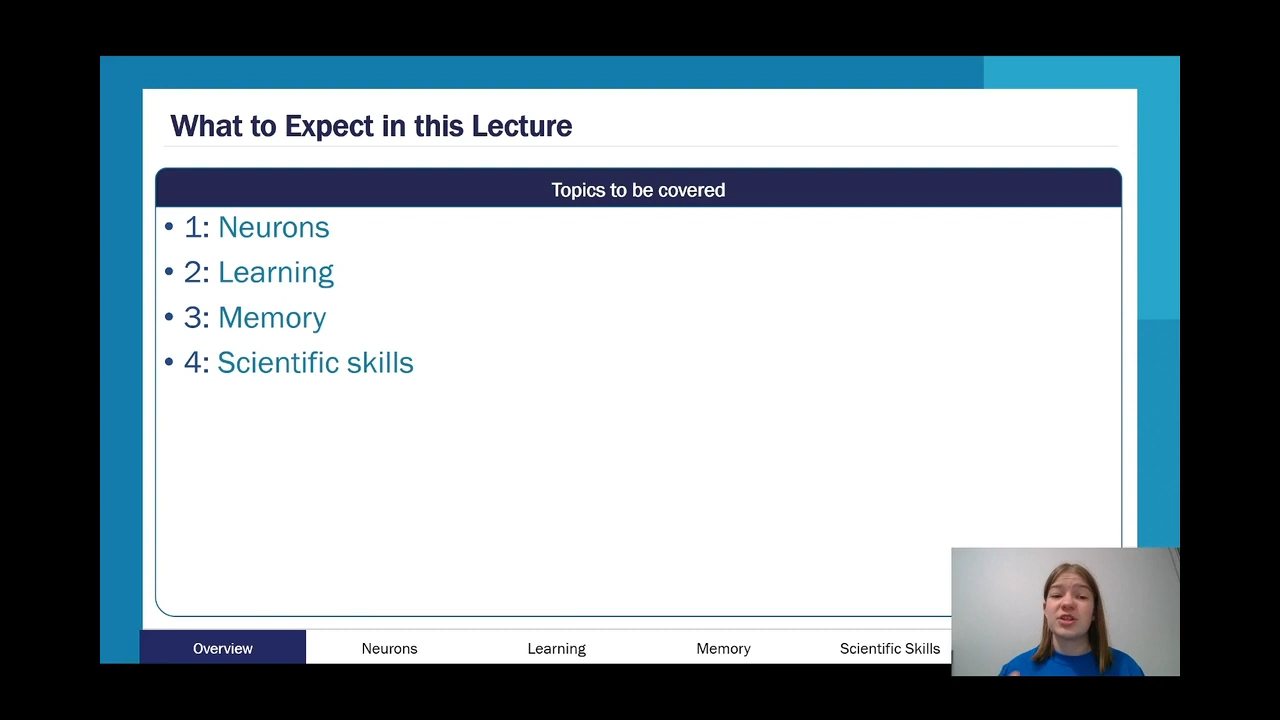 What to Expect in this Lecture
Topics to be covered
• 1: Neurons
• 2: Learning
• 3: Memory
• 4: Scientific skills
Overview Neurons Learning Memory Scientific Skills